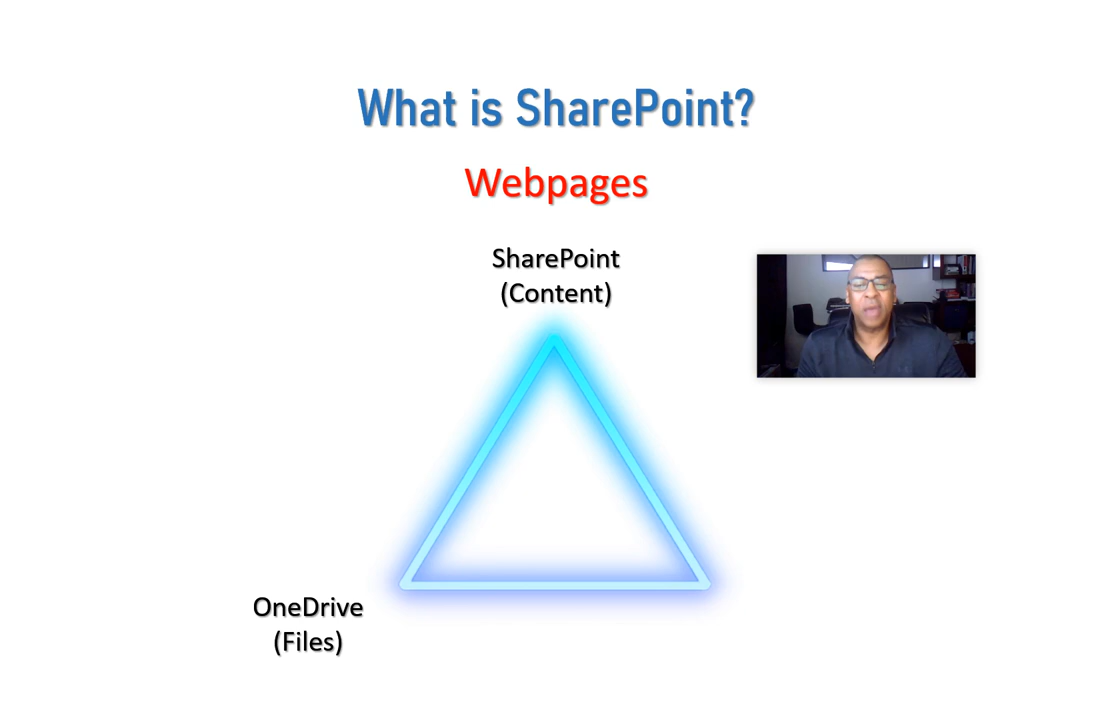 What is SharePoint?
Webpages
SharePoint
(Content)
OneDrive
(Files)